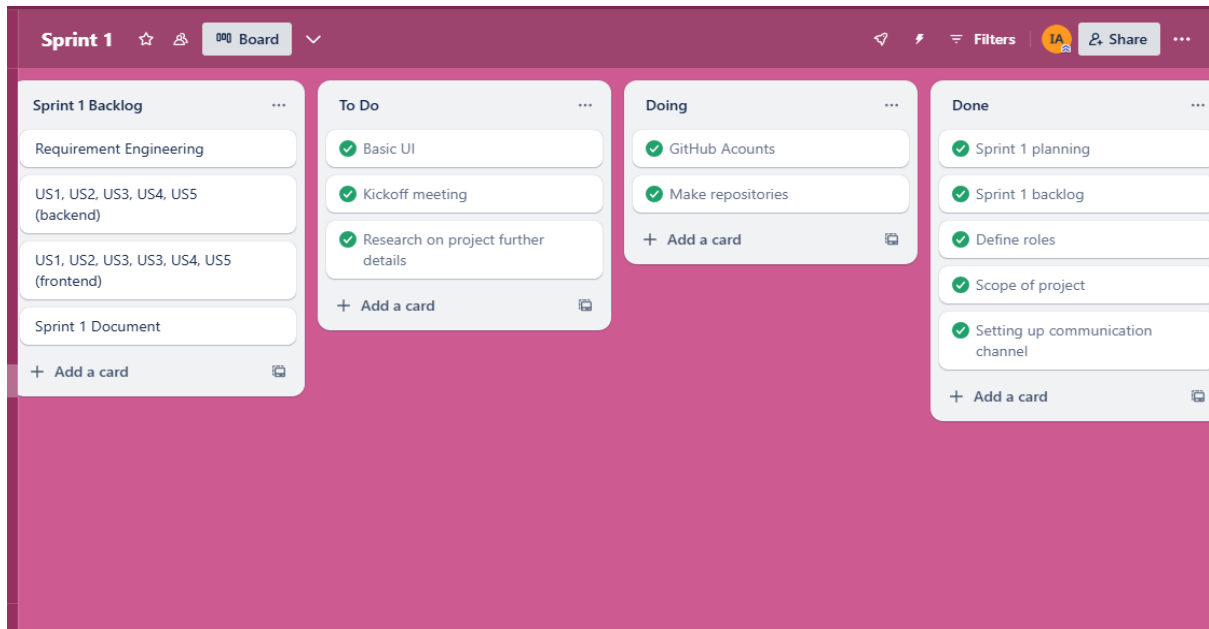 Sprint 1
Board
Filters
IA
Share
Sprint 1 Backlog
Requirement Engineering
US1, US2, US3, US4, US5
(backend)
US1, US2, US3, US3, US4, US5
(frontend)
Sprint 1 Document
+ Add a card
To Do
Basic UI
Kickoff meeting
Research on project further
details
+ Add a card
Doing
GitHub Acounts
Make repositories
+ Add a card
Done
Sprint 1 planning
Sprint 1 backlog
Define roles
Scope of project
Setting up communication
channel
+ Add a card